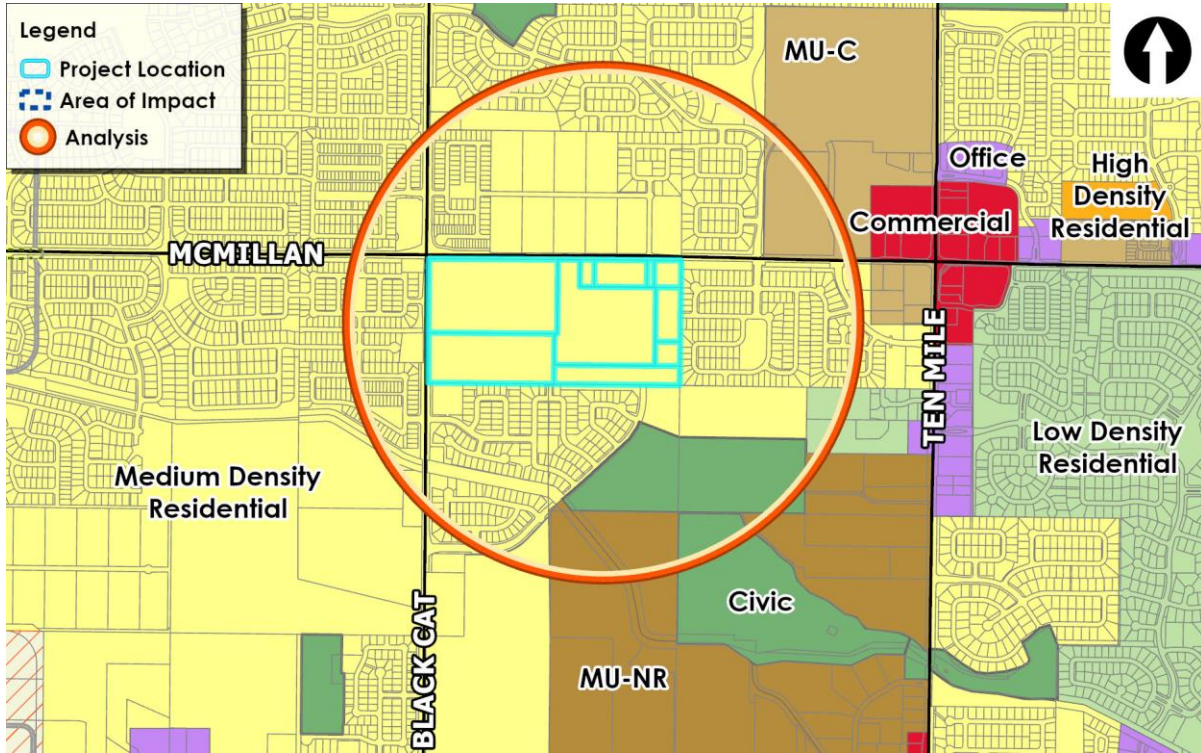 Legend
Project Location
Area of Impact
Analysis
MU-C
Office
High
Density
Residential
Commercial
MCMILLAN
TEN MILE
Low Density
Residential
Medium Density
Residential
Civic
BLACK CAT
MU-NR